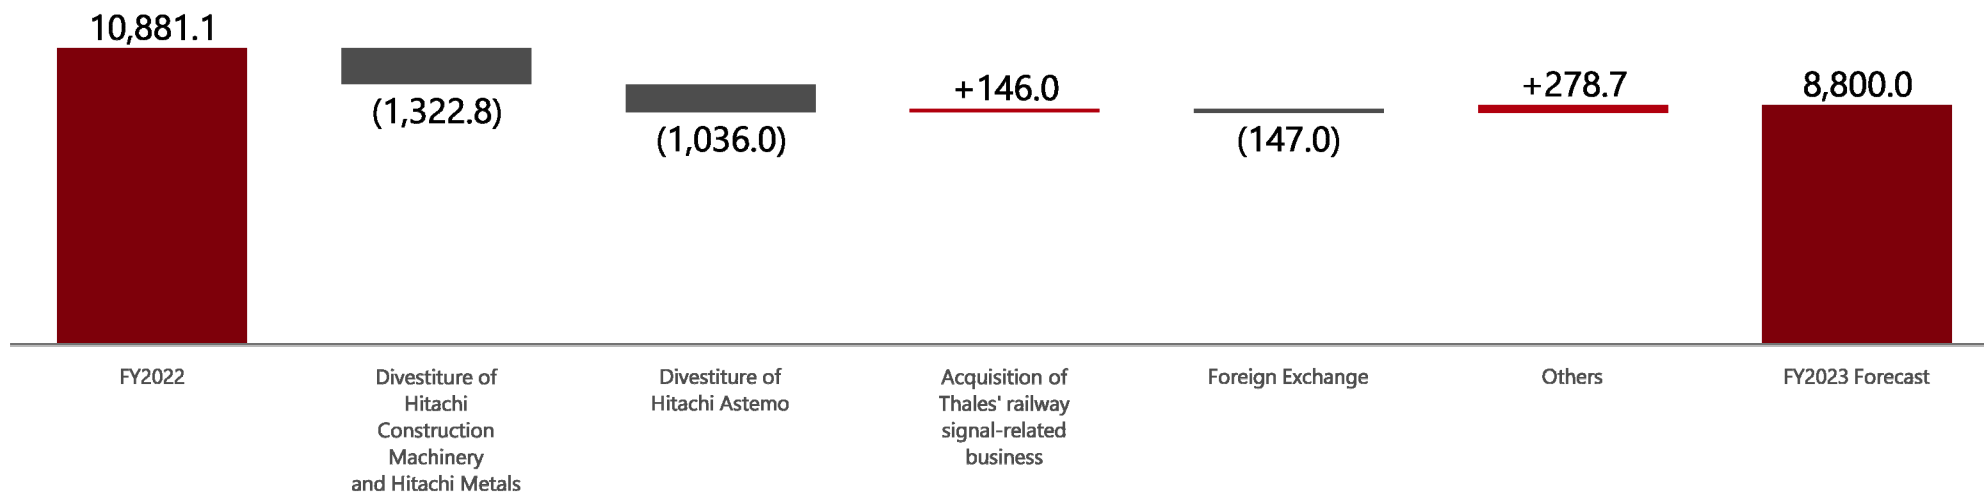 10,881.1
(1,322.8)
(1,036.0)
+146.0
(147.0)
+278.7
8,800.0
FY2022
Divestiture of
Hitachi
Construction
Machinery
and Hitachi Metals
Divestiture of
Hitachi Astemo
Acquisition of
Thales' railway
signal-related
business
Foreign Exchange
Others
FY2023 Forecast